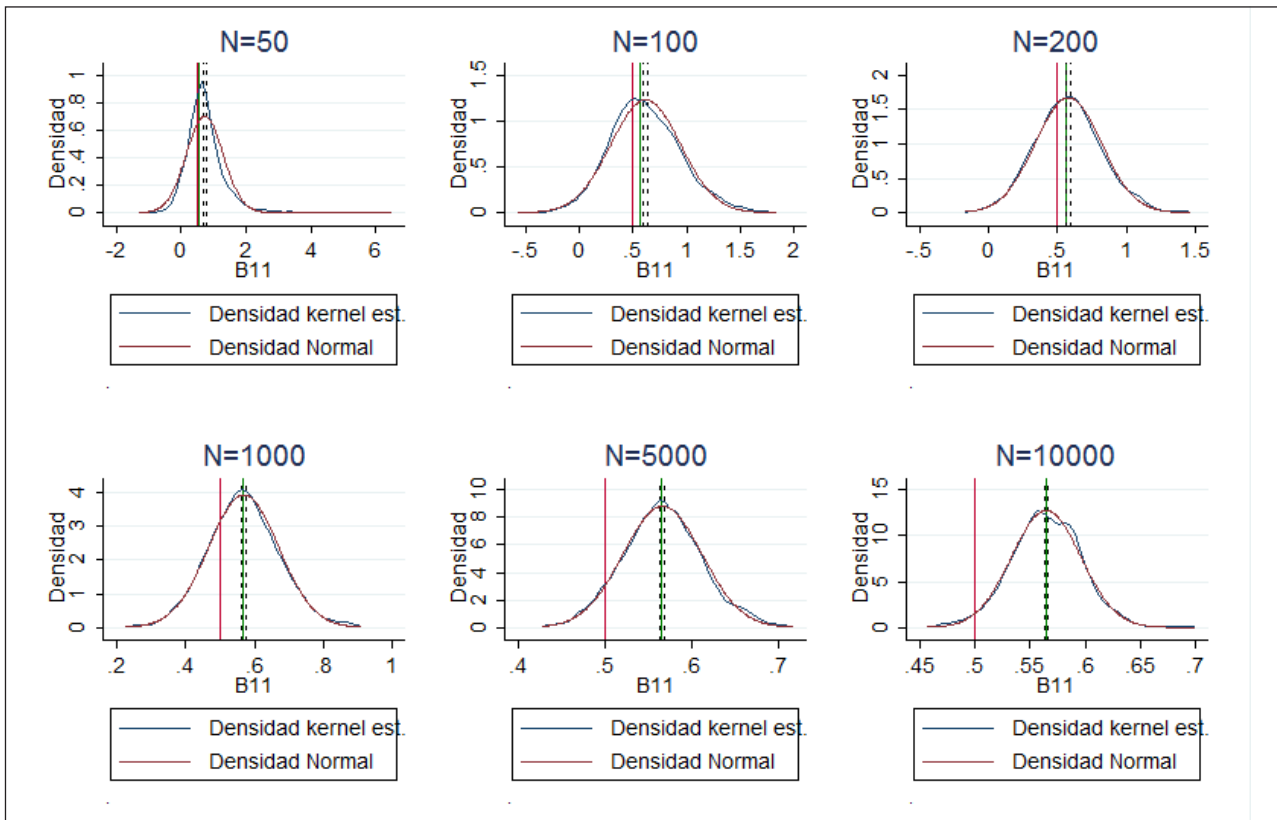 N=50
N=100
N=200
Densidad
0 .2 .4 .6 .8 1
-2 0 2 4 6
B11
Densidad
0 .5 1 1.5
0 .5 1 1.5 2
B11
Densidad
0 .5 1 1.5 2
-.5 0 .5 1 1.5
B11
Densidad kernel est.
Densidad Normal
Densidad kernel est.
Densidad Normal
Densidad kernel est.
Densidad Normal
N=1000
N=5000
N=10000
Densidad
0 1 2 3 4
.2 .4 .6 .8 1
B11
Densidad
0 2 4 6 8 10
.4 .5 .6 .7
B11
Densidad
0 5 10 15
.45 .5 .55 .6 .65 .7
B11
Densidad kernel est.
Densidad Normal
Densidad kernel est.
Densidad Normal
Densidad kernel est.
Densidad Normal